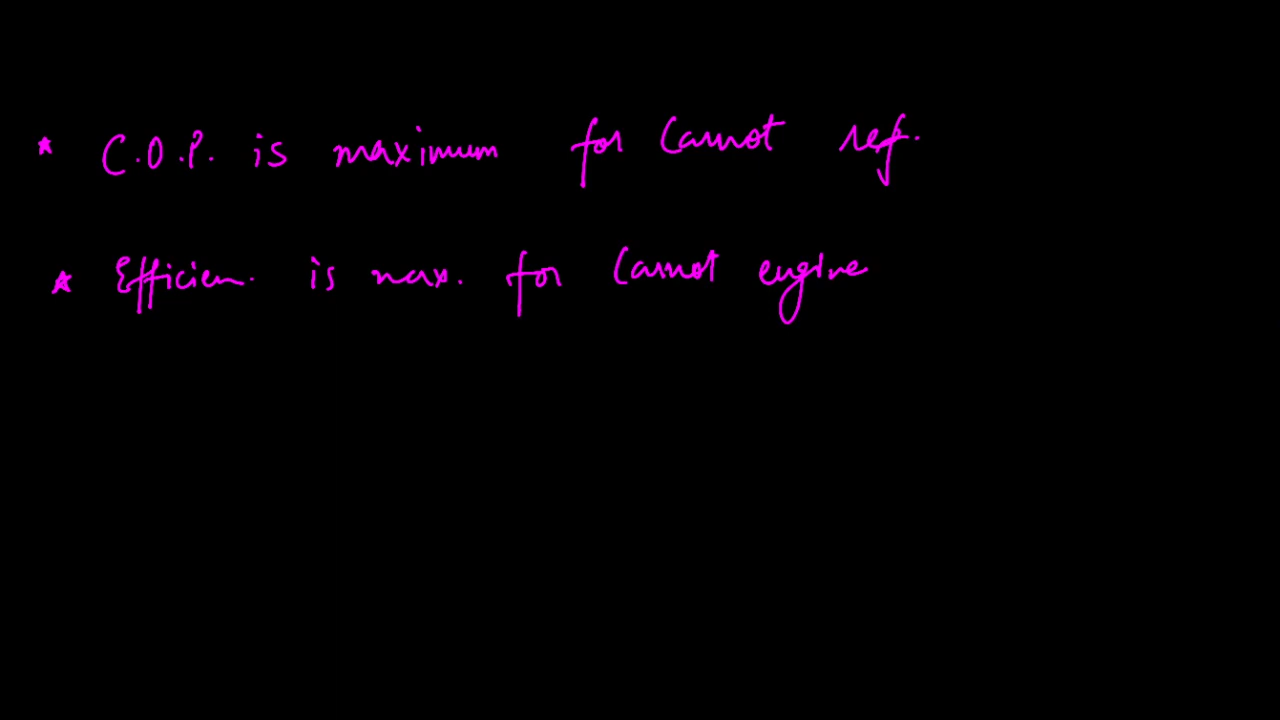 * C.O.P. is maximum for Carnot ref.
* Efficien. is max. for Carnot engine